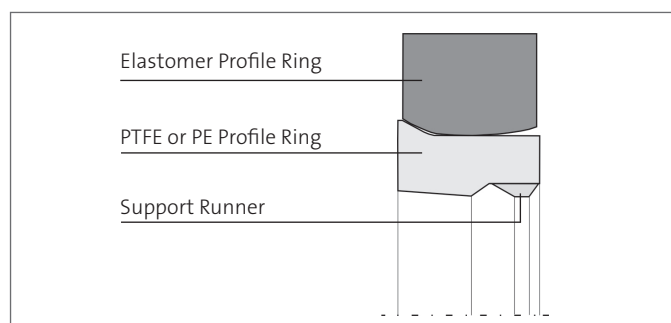 Elastomer Profile Ring
PTFE or PE Profile Ring
Support Runner